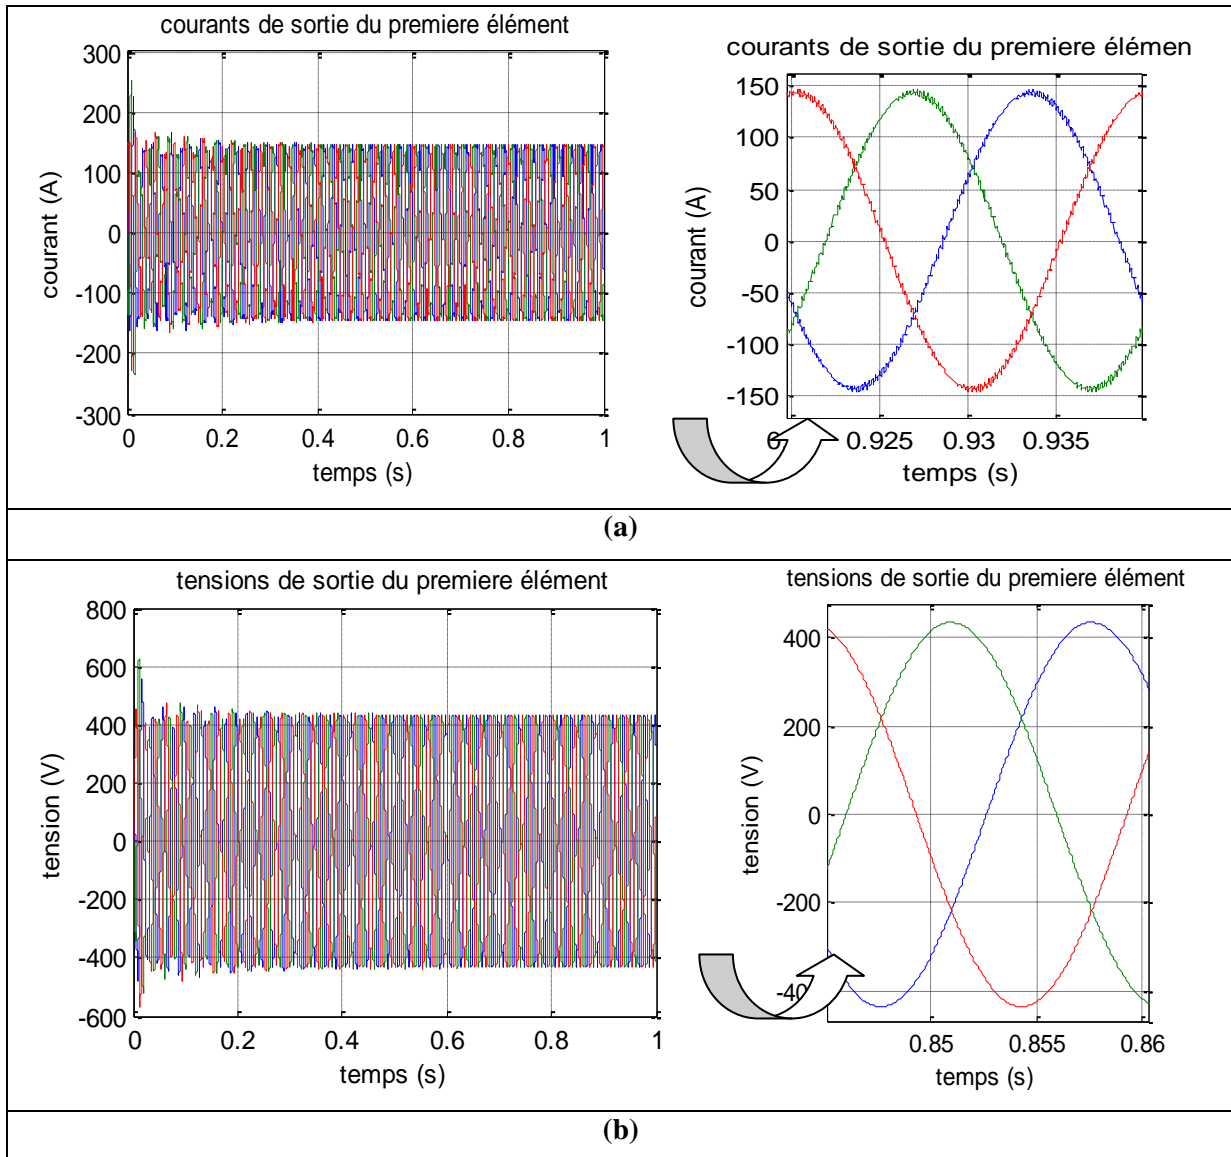 courants de sortie du premiere élément
courants de sortie du premiere élémen
300
200
100
0
-100
-200
-300
courant (A)
0 0.2 0.4 0.6 0.8 1
temps (s)
150
100
50
0
-50
-100
-150
courant (A)
0.925 0.93 0.935
temps (s)
(a)
tensions de sortie du premiere élément
tensions de sortie du premiere élément
800
600
400
200
0
-200
-400
-600
tension (V)
0 0.2 0.4 0.6 0.8 1
temps (s)
400
200
0
-200
tension (V)
0.85 0.855 0.86
temps (s)
(b)